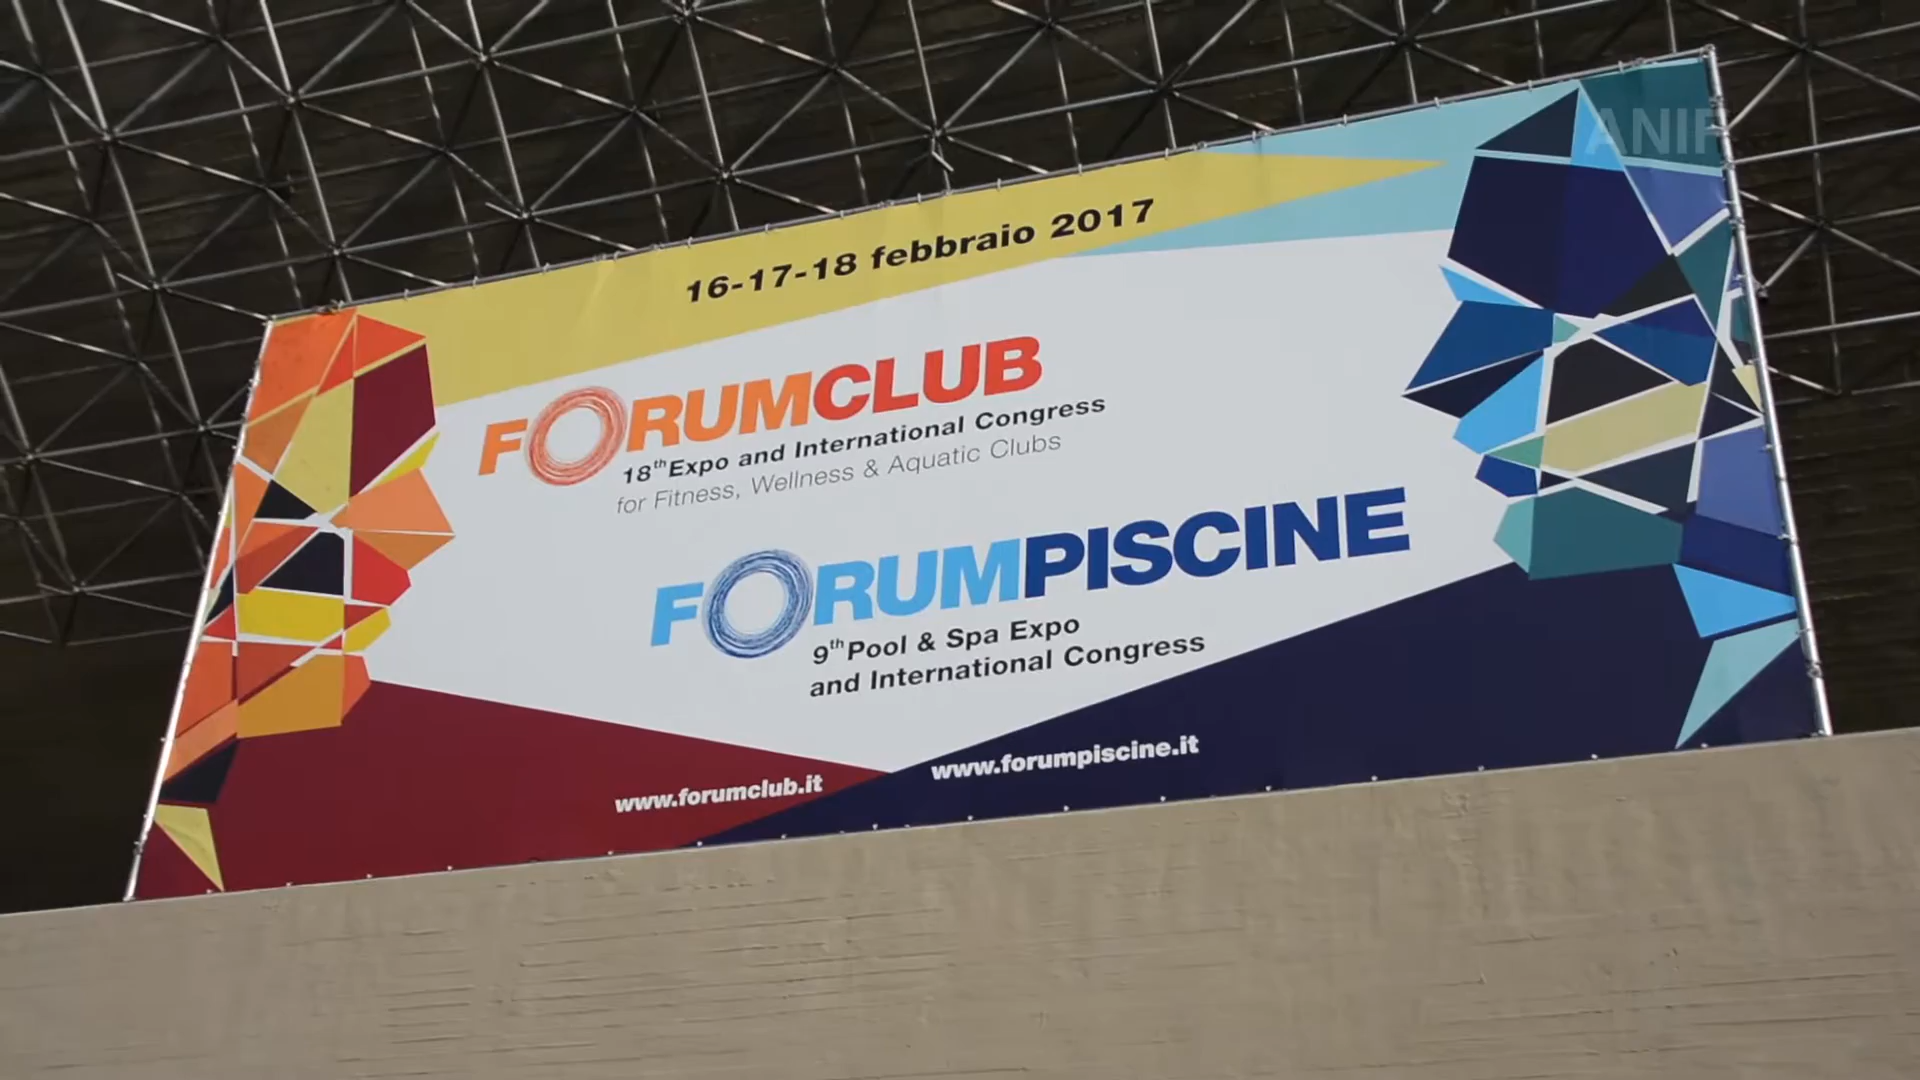 ANIF
16-17-18 febbraio 2017
FORUMCLUB
18th Expo and International Congress
for Fitness, Wellness & Aquatic Clubs
FORUMPISCINE
9th Pool & Spa Expo
and International Congress
www.forumclub.it
www.forumpiscine.it